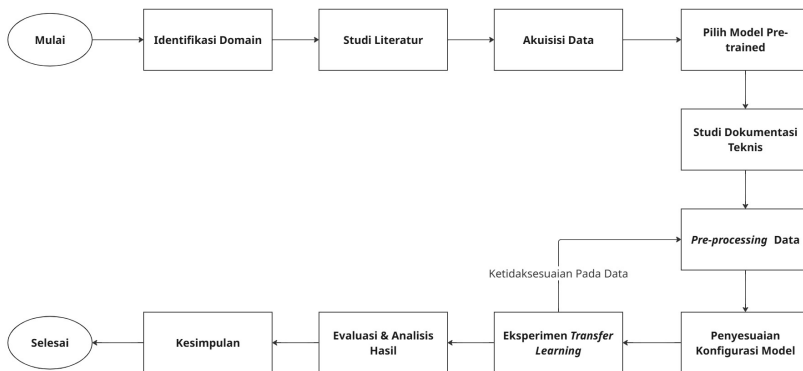 Mulai
Identifikasi Domain
Studi Literatur
Akuisisi Data
Pilih Model Pre-
trained
Studi Dokumentasi
Teknis
Pre-processing Data
Ketidaksesuaian Pada Data
Penyesuaian
Konfigurasi Model
Eksperimen Transfer
Learning
Evaluasi & Analisis
Hasil
Kesimpulan
Selesai